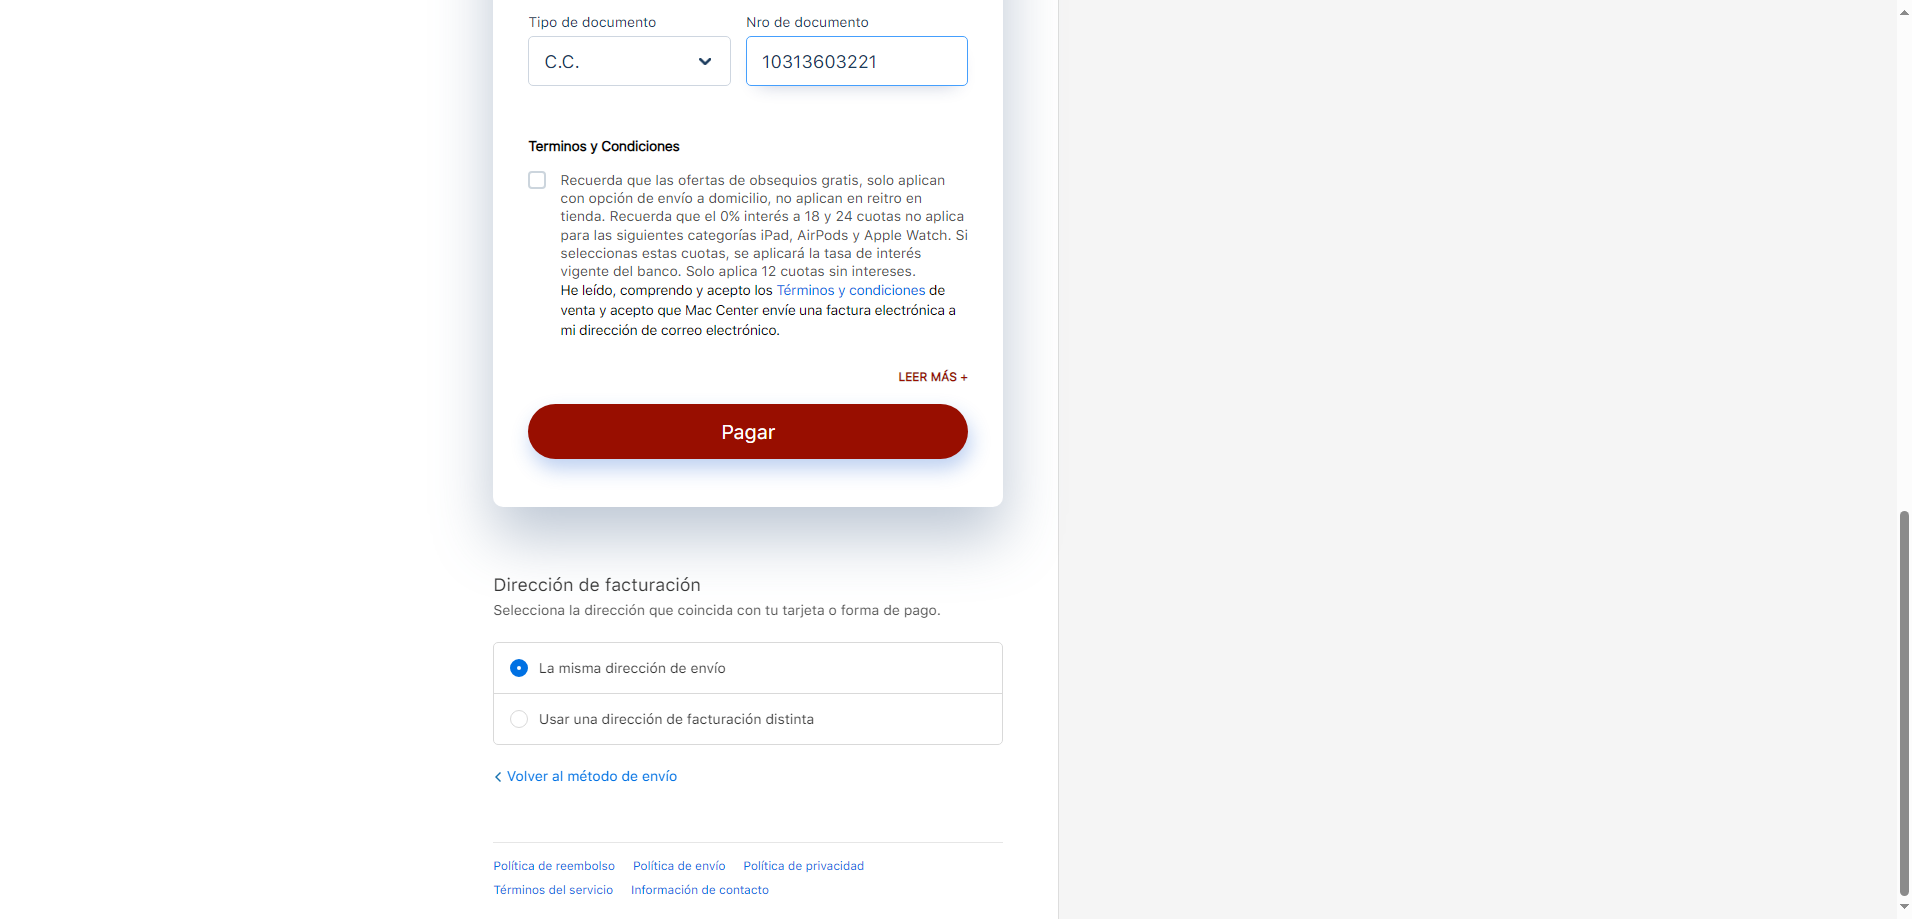 Tipo de documento
Nro de documento
C.C.
10313603221
Terminos y Condiciones
Recuerda que las ofertas de obsequios gratis, solo aplican
con opción de envío a domicilio, no aplican en reitro en
tienda. Recuerda que el 0% interés a 18 y 24 cuotas no aplica
para las siguientes categorías iPad, AirPods y Apple Watch. Si
seleccionas estas cuotas, se aplicará la tasa de interés
vigente del banco. Solo aplica 12 cuotas sin intereses.
He leído, comprendo y acepto los Términos y condiciones de
venta y acepto que Mac Center envíe una factura electrónica a
mi dirección de correo electrónico.
LEER MÁS +
Pagar
Dirección de facturación
Selecciona la dirección que coincida con tu tarjeta o forma de pago.
La misma dirección de envío
Usar una dirección de facturación distinta
Volver al método de envío
Política de reembolso
Política de envío
Política de privacidad
Términos del servicio
Información de contacto